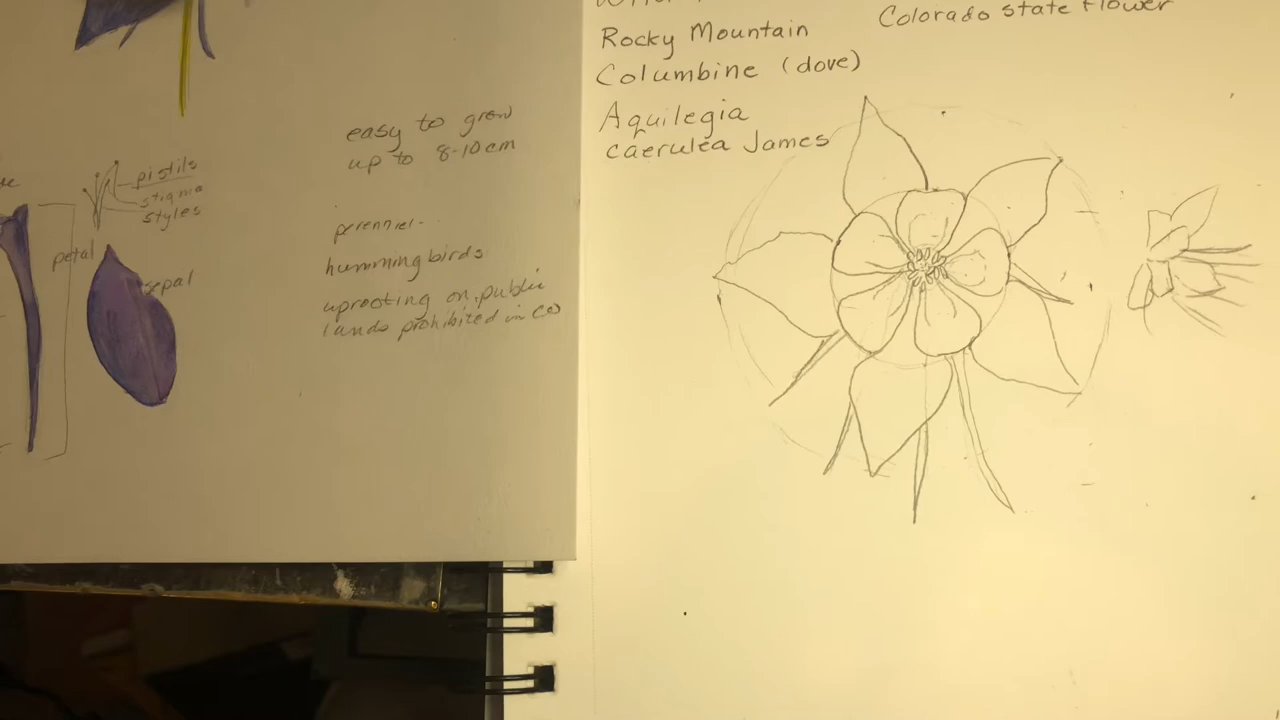 pistils
stigma
styles
petal
sepal
easy to grow
up to 8-10cm
perenniel.
hummingbirds
uprooting on public
lands prohibited in CO
Rocky Mountain
Columbine (dove)
Aquilegia
caerulea James
Colorado state flower